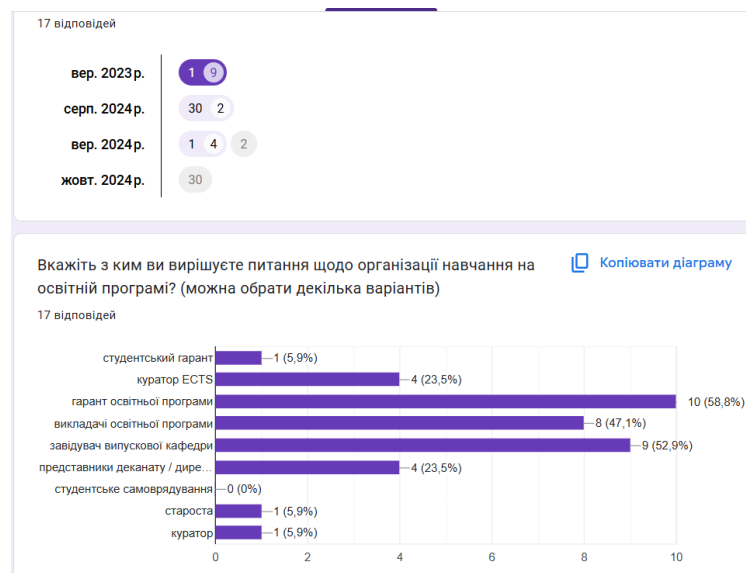 17 відповідей
вер. 2023 р. 1 9
серп. 2024 р. 30 2
вер. 2024 р. 1 4 2
жовт. 2024 р. 30
Вкажіть з ким ви вирішуєте питання щодо організації навчання на
освітній програмі? (можна обрати декілька варіантів)
Копіювати діаграму
17 відповідей
студентський гарант 1 (5,9%)
куратор ECTS 4 (23,5%)
гарант освітньої програми 10 (58,8%)
викладачі освітньої програми 8 (47,1%)
завідувач випускової кафедри 9 (52,9%)
представники деканату / дире… 4 (23,5%)
студентське самоврядування 0 (0%)
староста 1 (5,9%)
куратор 1 (5,9%)
0 2 4 6 8 10